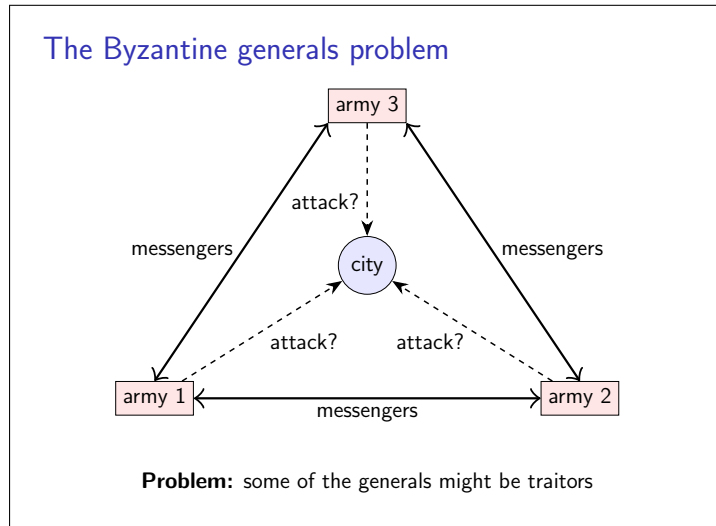 The Byzantine generals problem
army 3
attack?
messengers
messengers
city
attack?
attack?
army 1
army 2
messengers
Problem: some of the generals might be traitors